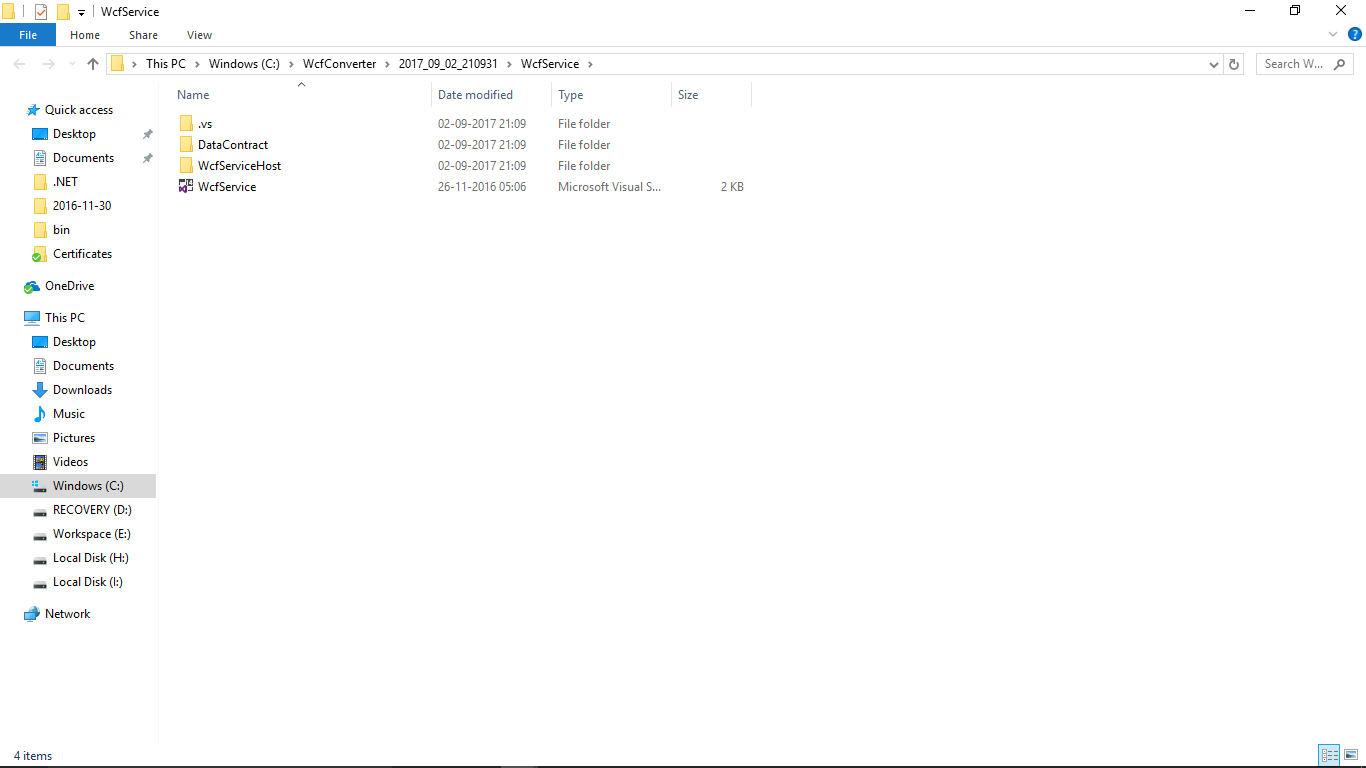 WcfService
File Home Share View
This PC Windows (C:) WcfConverter 2017_09_02_210931 WcfService
Search W...
Name Date modified Type Size
.vs 02-09-2017 21:09 File folder
DataContract 02-09-2017 21:09 File folder
WcfServiceHost 02-09-2017 21:09 File folder
WcfService 26-11-2016 05:06 Microsoft Visual S... 2 KB
Quick access
Desktop
Documents
.NET
2016-11-30
bin
Certificates
OneDrive
This PC
Desktop
Documents
Downloads
Music
Pictures
Videos
Windows (C:)
RECOVERY (D:)
Workspace (E:)
Local Disk (H:)
Local Disk (I:)
Network
4 items